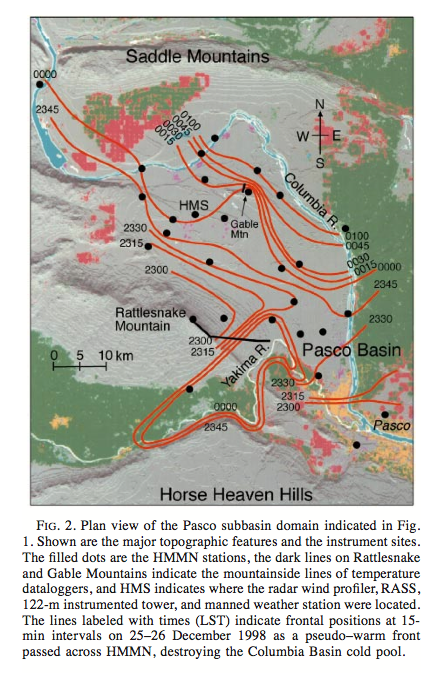 Saddle Mountains
0000
2345
0100
0045
0030
0015
N
W E
S
Columbia R.
HMS
Gable
Mtn
2330
2315
2300
0100
0045
0030
0015
0000
2345
2330
Rattlesnake
Mountain
0 5 10 km
2300
2315
Yakima R.
Pasco Basin
2330
2315
2300
0000
2345
Pasco
Horse Heaven Hills
FIG. 2. Plan view of the Pasco subbasin domain indicated in Fig.
1. Shown are the major topographic features and the instrument sites.
The filled dots are the HMMN stations, the dark lines on Rattlesnake
and Gable Mountains indicate the mountainside lines of temperature
dataloggers, and HMS indicates where the radar wind profiler, RASS,
122-m instrumented tower, and manned weather station were located.
The lines labeled with times (LST) indicate frontal positions at 15-
min intervals on 25–26 December 1998 as a pseudo–warm front
passed across HMMN, destroying the Columbia Basin cold pool.